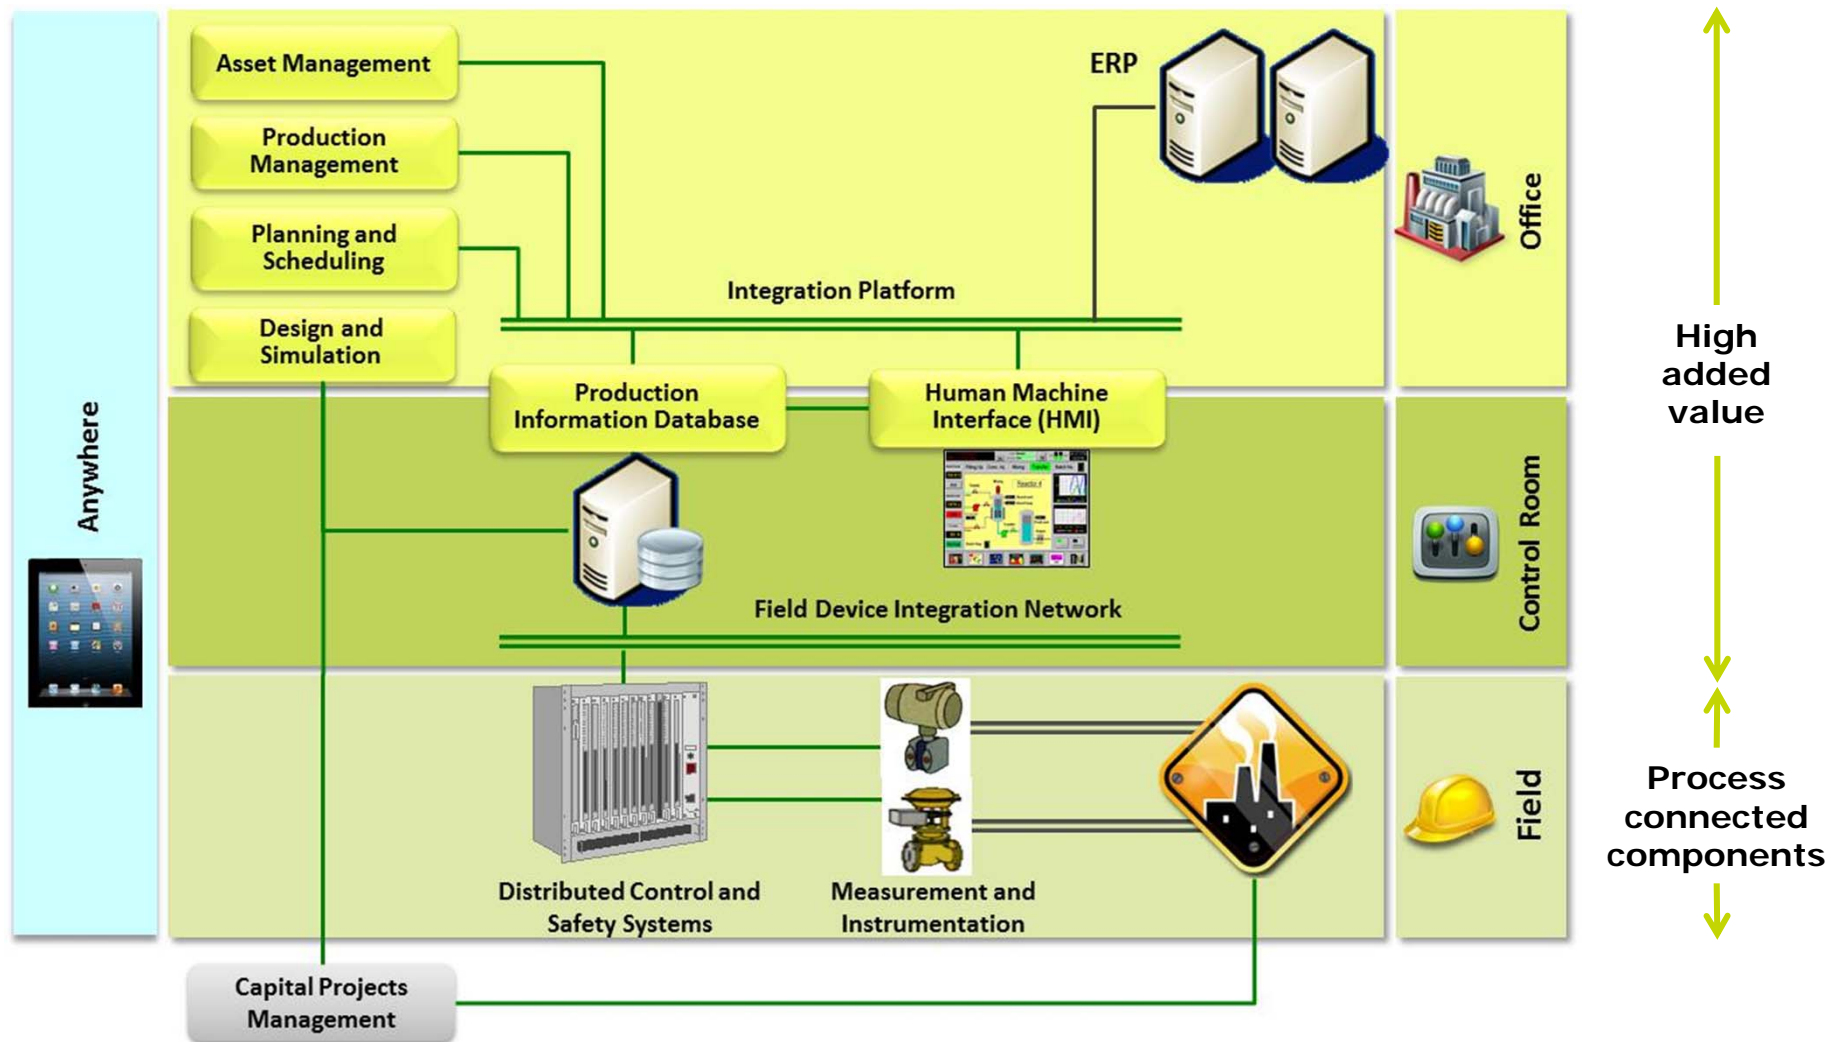 Asset Management
Production
Management
Planning and
Scheduling
Design and
Simulation
ERP
Integration Platform
Production
Information Database
Human Machine
Interface (HMI)
Reactor 4
Field Device Integration Network
Distributed Control and
Safety Systems
Measurement and
Instrumentation
Capital Projects
Management
Anywhere
Office
Control Room
Field
High
added
value
Process
connected
components